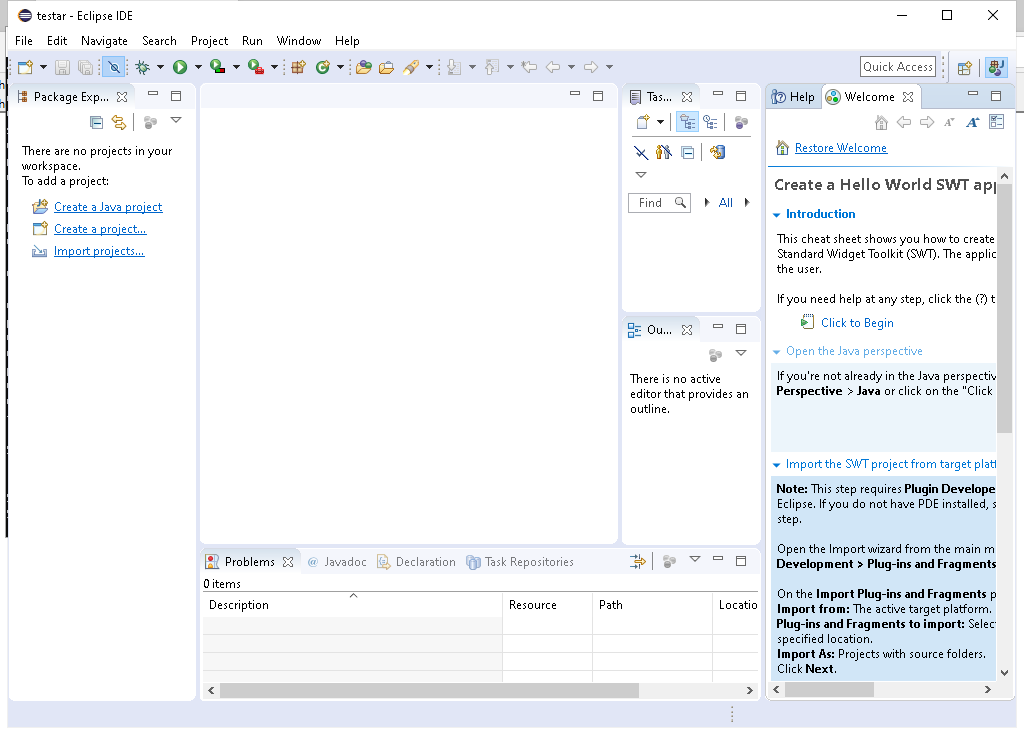 testar - Eclipse IDE
File Edit Navigate Search Project Run Window Help
Quick Access
Package Exp...
There are no projects in your
workspace.
To add a project:
Create a Java project
Create a project...
Import projects...
Tas...
Find
All
Ou...
There is no active
editor that provides an
outline.
Problems
Javadoc
Declaration
Task Repositories
0 items
Description Resource Path Locatio
Help
Welcome
Restore Welcome
Create a Hello World SWT app
Introduction
This cheat sheet shows you how to create
Standard Widget Toolkit (SWT). The applic
the user.
If you need help at any step, click the (?) t
Click to Begin
Open the Java perspective
If you're not already in the Java perspectiv
Perspective > Java or click on the "Click
Import the SWT project from target platf
Note: This step requires Plugin Develope
Eclipse. If you do not have PDE installed, s
step.
Open the Import wizard from the main m
Development > Plug-ins and Fragments
On the Import Plug-ins and Fragments p
Import from: The active target platform.
Plug-ins and Fragments to import: Selec
specified location.
Import As: Projects with source folders.
Click Next.